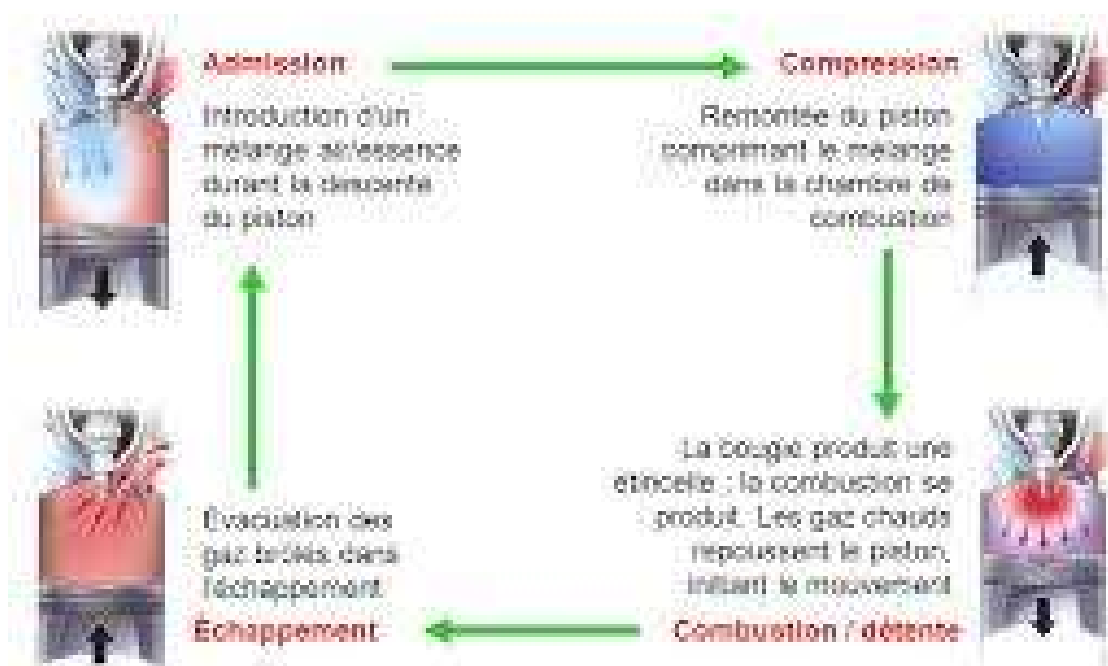 Admission
Introduction d'un
mélange air/essence
durant la descente
du piston
Compression
Remontée du piston
comprimant le mélange
dans la chambre de
combustion
La bougie produit une
étincelle : la combustion se
produit. Les gaz chauds
repoussent le piston,
initiant le mouvement
Combustion / détente
Évacuation des
gaz brûlés dans
l'échappement
Échappement